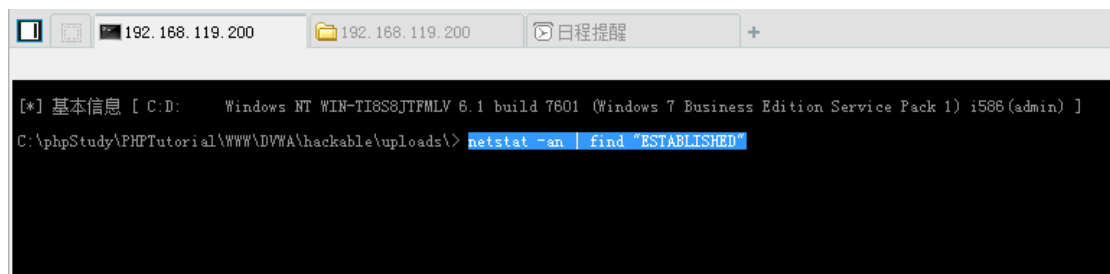 192.168.119.200 192.168.119.200 日程提醒 +
[*] 基本信息 [ C:D: Windows NT WIN-TI8S8JTFMLV 6.1 build 7601 (Windows 7 Business Edition Service Pack 1) i586(admin) ]
C:\phpStudy\PHPTutorial\WWW\DVWA\hackable\uploads\> netstat -an | find "ESTABLISHED"